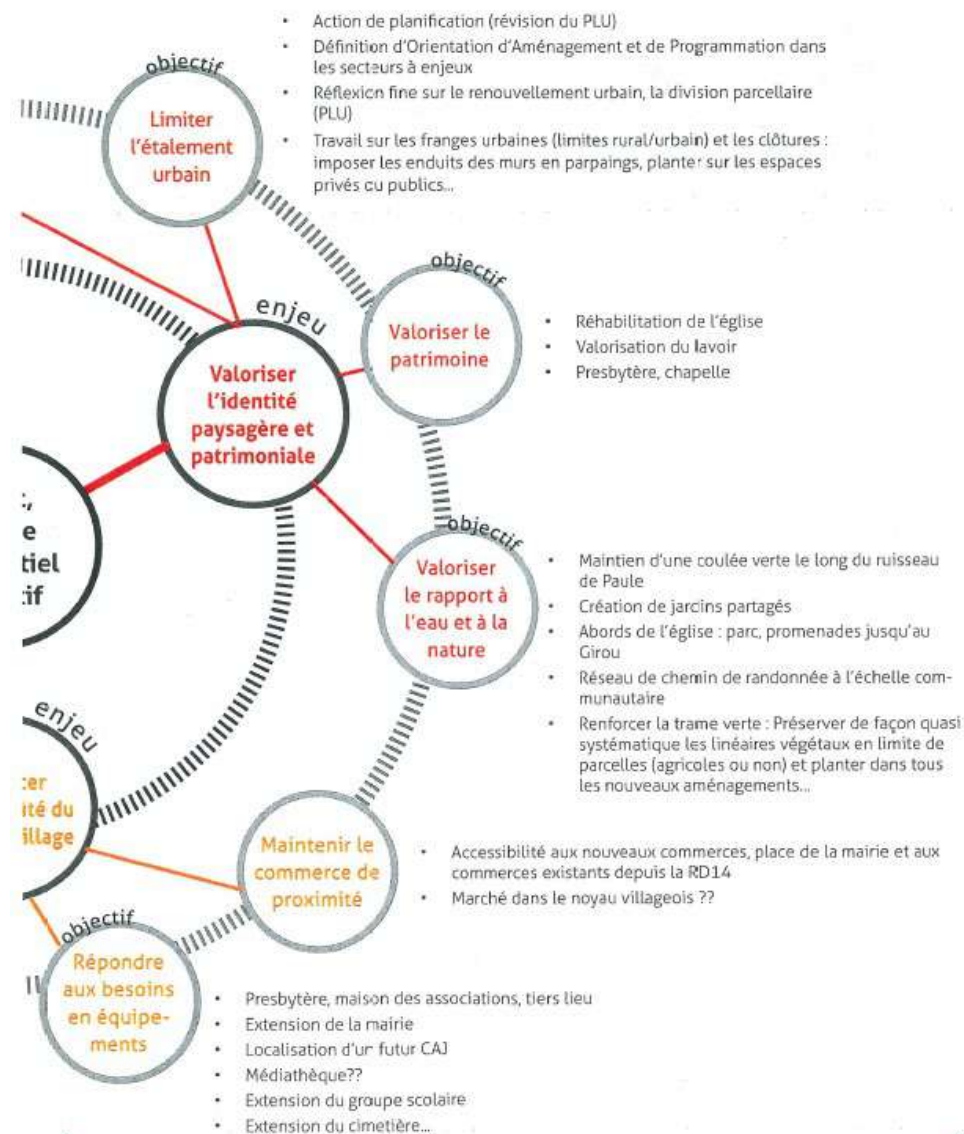 • Action de planification (révision du PLU)
• Définition d'Orientation d'Aménagement et de Programmation dans
les secteurs à enjeux
• Réflexion fine sur le renouvellement urbain, la division parcellaire
(PLU)
• Travail sur les franges urbaines (limites rural/urbain) et les clôtures :
imposer les enduits des murs en parpaings, planter sur les espaces
privés ou publics...
objectif
Limiter
l'étalement
urbain
objectif
Valoriser le
patrimoine
• Réhabilitation de l'église
• Valorisation du lavoir
• Presbytère, chapelle
enjeu
Valoriser
l'identité
paysagère et
patrimoniale
objectif
Valoriser
le rapport à
l'eau et à la
nature
• Maintien d'une coulée verte le long du ruisseau
de Paule
• Création de jardins partagés
• Abords de l'église : parc, promenades jusqu'au
Girou
• Réseau de chemin de randonnée à l'échelle com-
munautaire
• Renforcer la trame verte : Préserver de façon quasi
systématique les linéaires végétaux en limite de
parcelles (agricoles ou non) et planter dans tous
les nouveaux aménagements...
e
tiel
if
enjeu
ter
ité du
illage
Maintenir le
commerce de
proximité
• Accessibilité aux nouveaux commerces, place de la mairie et aux
commerces existants depuis la RD14
• Marché dans le noyau villageois ??
objectif
Répondre
aux besoins
en équipe-
ments
• Presbytère, maison des associations, tiers lieu
• Extension de la mairie
• Localisation d'un futur CAJ
• Médiathèque??
• Extension du groupe scolaire
• Extension du cimetière...